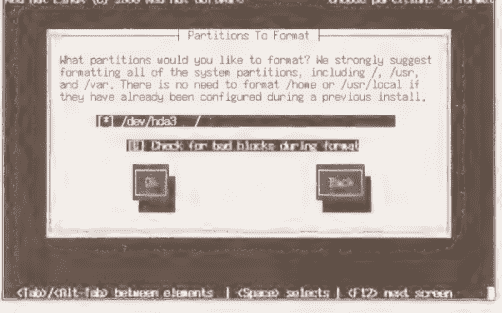 Partitions To Format
What partitions would you like to format? We strongly suggest
formatting all of the system partitions, including /, /usr,
and /var. There is no need to format /home or /usr/local if
they have already been configured during a previous install.
[*] /dev/hda3 /
Check for bad blocks during format
Ok Back
<Tab>/<Alt-Tab> between elements | <Space> selects | <F12> next screen